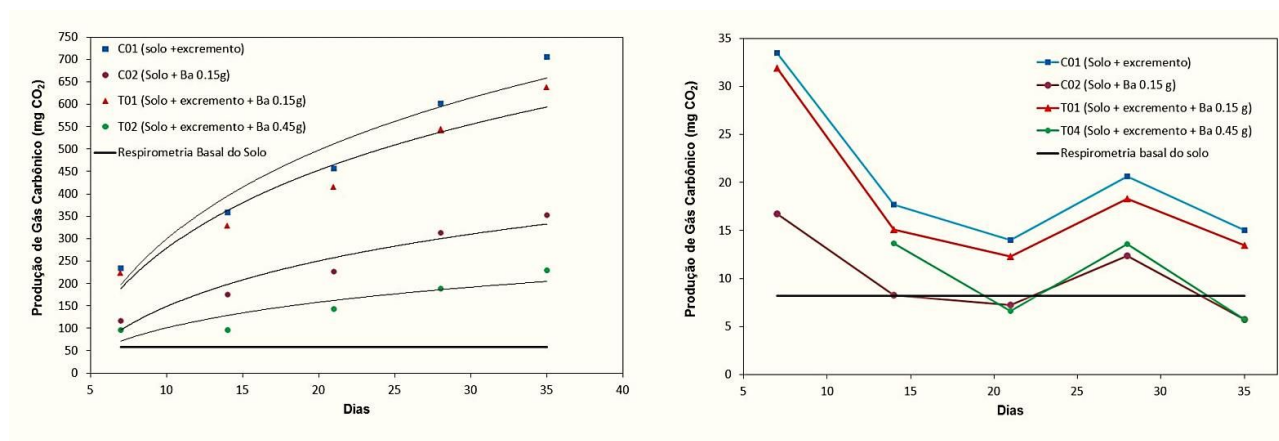 Produção de Gás Carbônico (mg CO₂)
750
700
650
600
550
500
450
400
350
300
250
200
150
100
50
0
C01 (solo +excremento)
C02 (Solo + Ba 0.15g)
T01 (Solo + excremento + Ba 0.15g)
T02 (Solo + excremento + Ba 0.45g)
Respirometria Basal do Solo
5 10 15 20 25 30 35 40
Dias
Produção de Gás Carbônico (mg CO₂)
35
30
25
20
15
10
5
0
C01 (Solo + excremento)
C02 (Solo + Ba 0.15 g)
T01 (Solo + excremento + Ba 0.15 g)
T04 (Solo + excremento + Ba 0.45 g)
Respirometria basal do solo
5 10 15 20 25 30 35
Dias